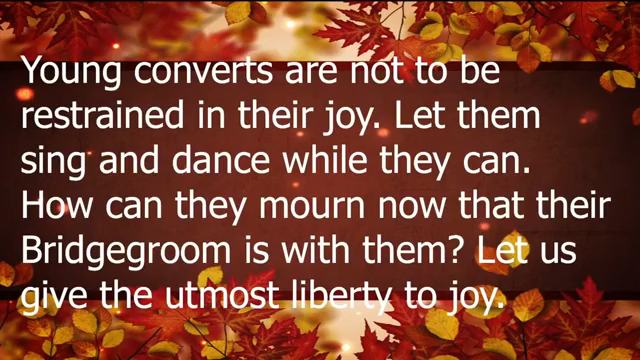 Young converts are not to be
restrained in their joy. Let them
sing and dance while they can.
How can they mourn now that their
Bridgegroom is with them? Let us
give the utmost liberty to joy.